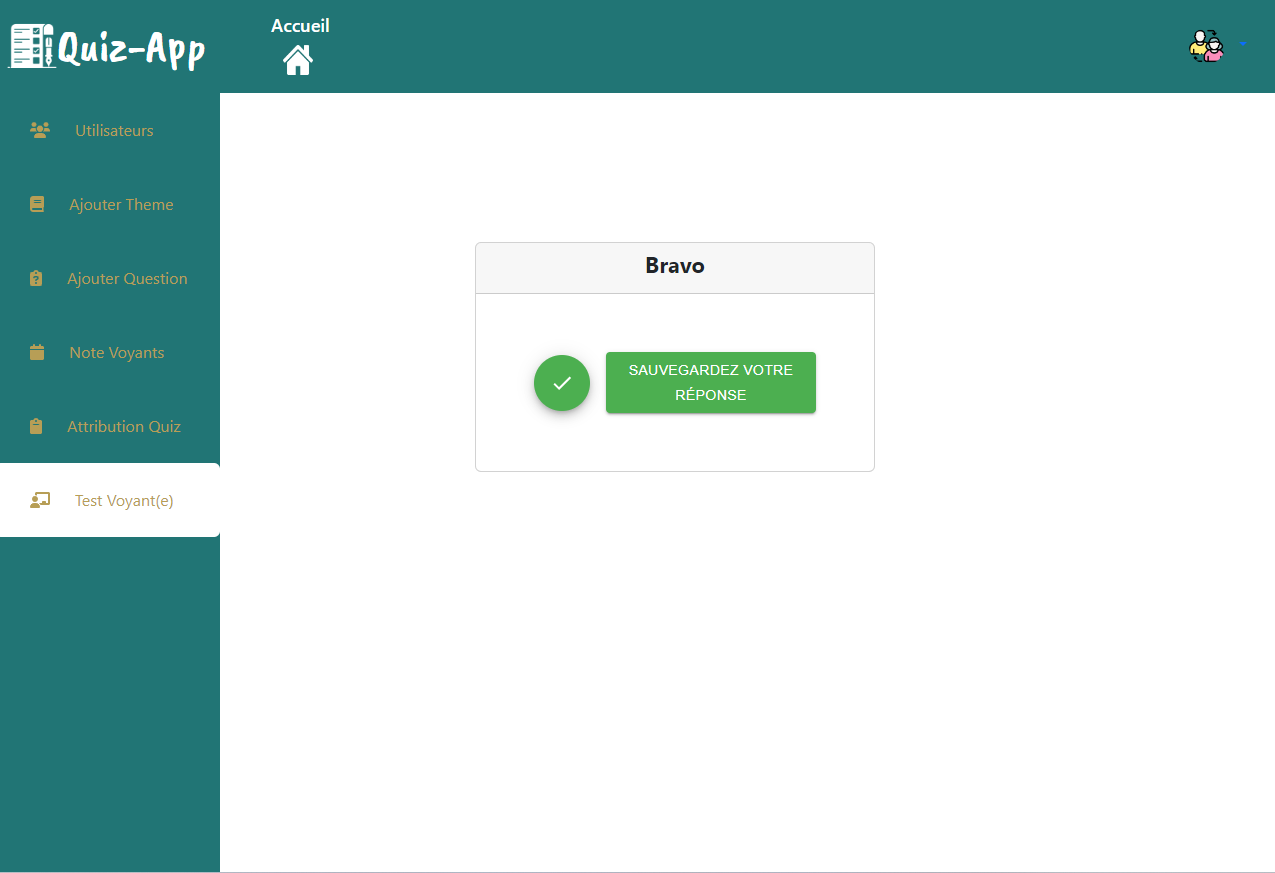 Quiz-App
Accueil
Utilisateurs
Ajouter Theme
Ajouter Question
Note Voyants
Attribution Quiz
Test Voyant(e)
Bravo
SAUVEGARDEZ VOTRE
RÉPONSE